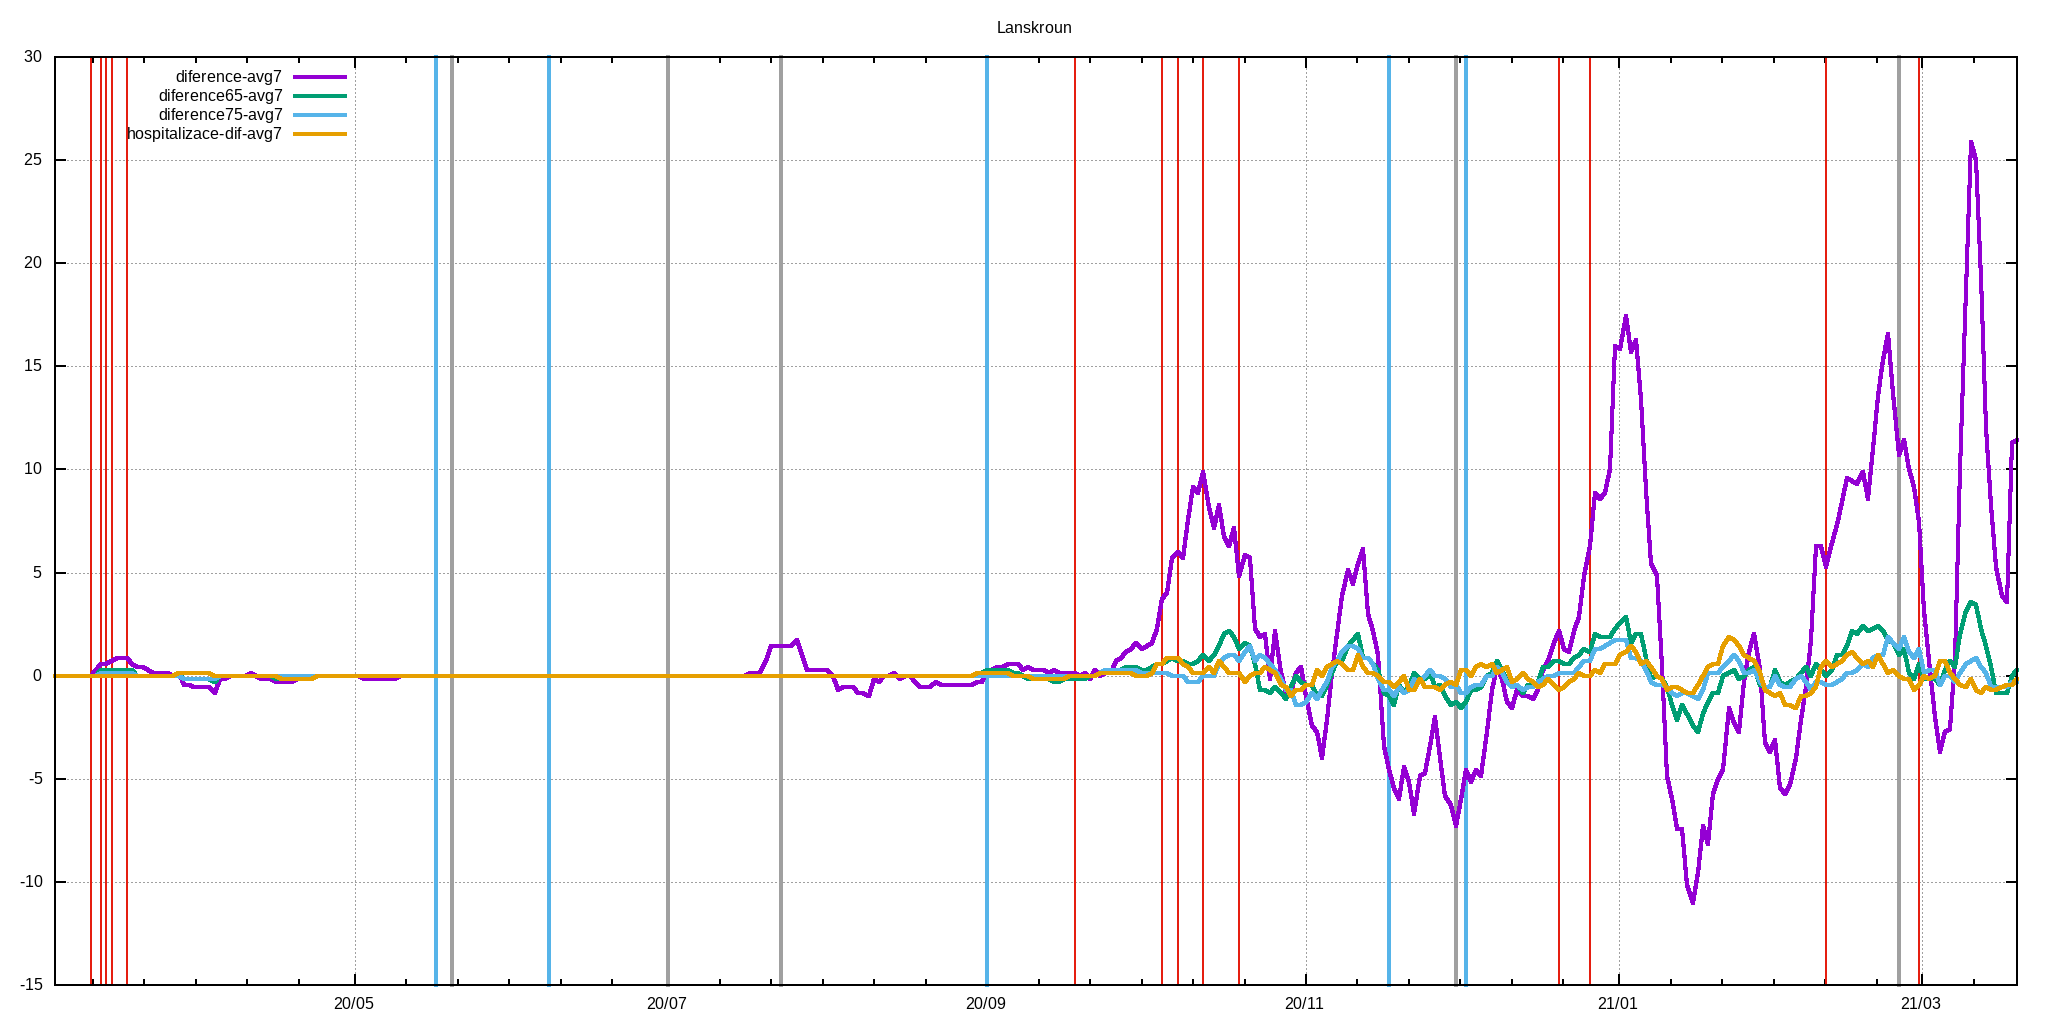 Lanskroun
30
25
20
15
10
5
0
-5
-10
-15
diference-avg7
diference65-avg7
diference75-avg7
hospitalizace-dif-avg7
20/05 20/07 20/09 20/11 21/01 21/03